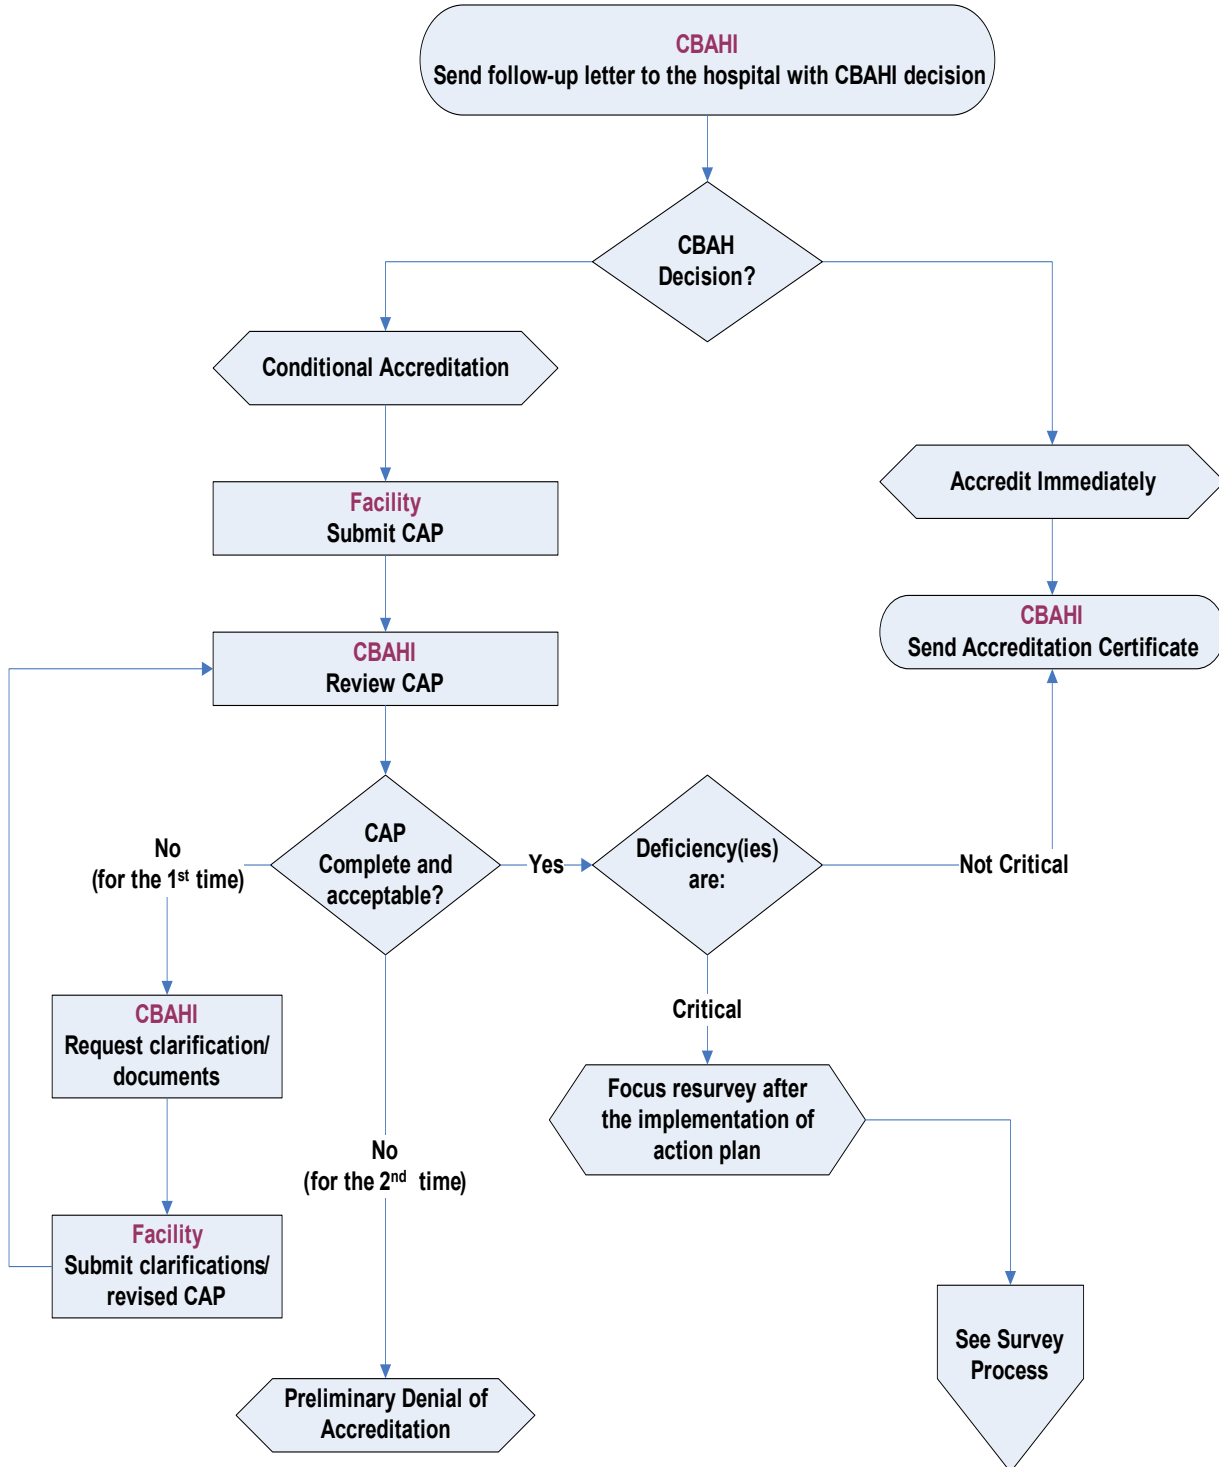 CBAHI
Send follow-up letter to the hospital with CBAHI decision
CBAH
Decision?
Conditional Accreditation
Accredit Immediately
Facility
Submit CAP
CBAHI
Send Accreditation Certificate
CBAHI
Review CAP
CAP
Complete and
acceptable?
No
(for the 1st time)
Yes
Deficiency(ies)
are:
Not Critical
Critical
CBAHI
Request clarification/
documents
Focus resurvey after
the implementation of
action plan
No
(for the 2nd time)
Facility
Submit clarifications/
revised CAP
See Survey
Process
Preliminary Denial of
Accreditation